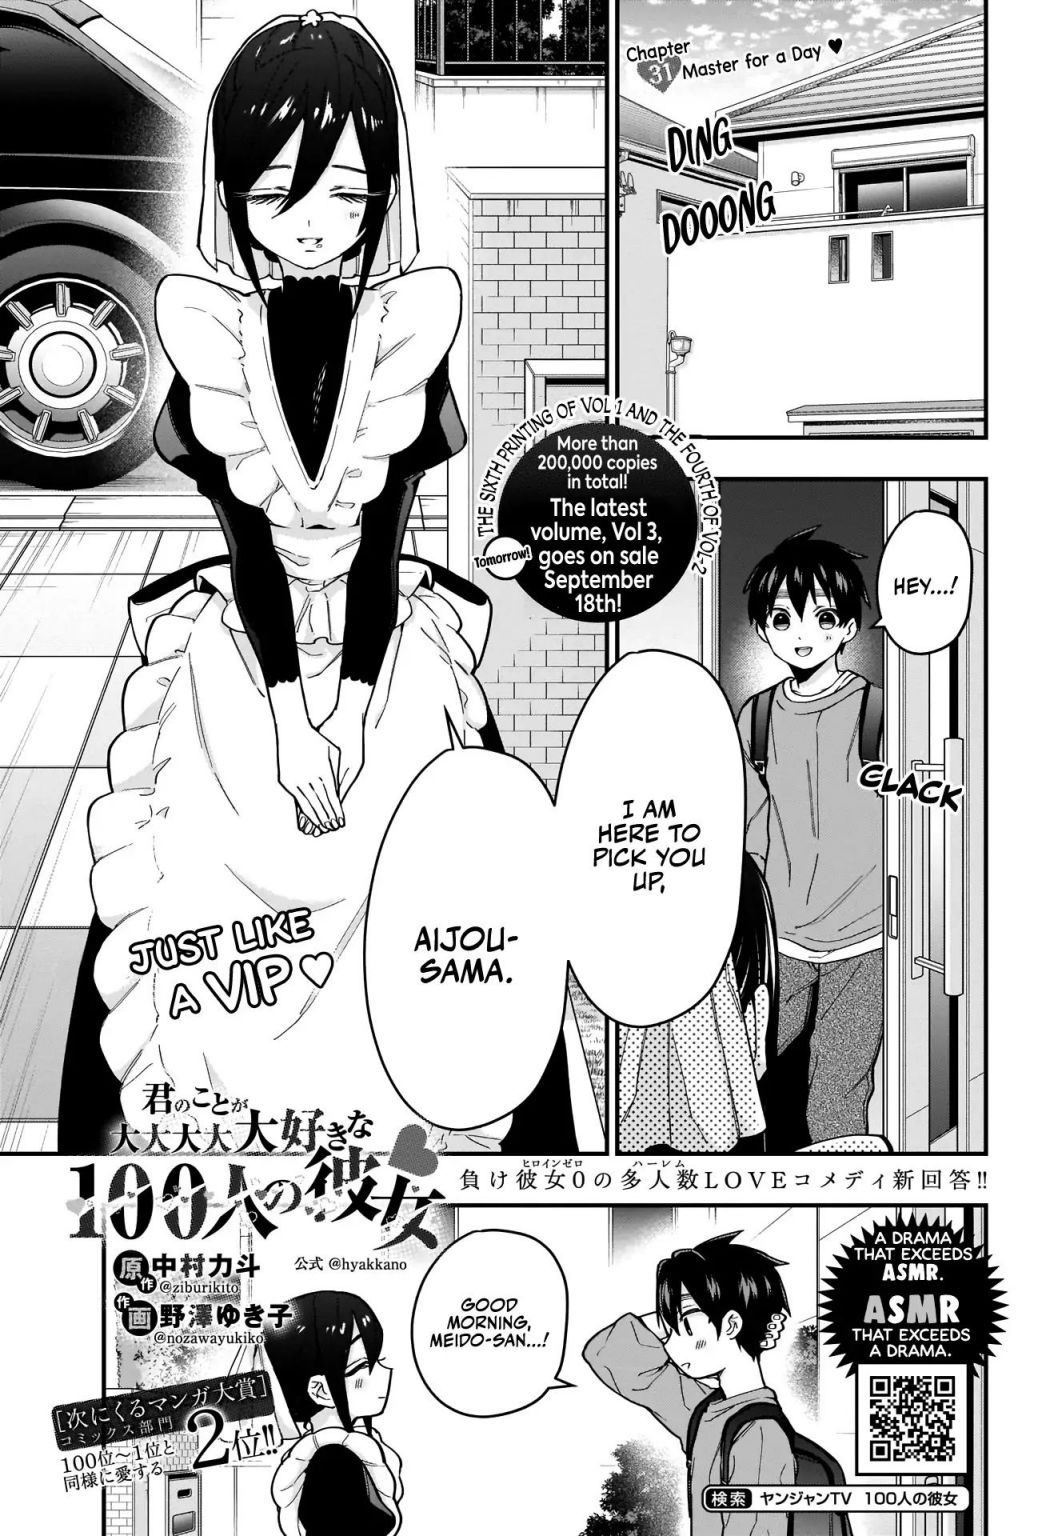 Chapter
31 Master for a Day ♥
DING
DOOONG
THE SIXTH PRINTING OF VOL 1 AND THE FOURTH OF VOL 2
More than
200,000 copies
in total!
The latest
volume, Vol 3,
Tomorrow!
goes on sale
September
18th!
HEY...!
CLACK
I AM
HERE TO
PICK YOU
UP,
AIJOU-
SAMA.
JUST LIKE
A VIP ♡
君のことが
大大大大大好きな
100人の彼女
負け彼女0の多人数LOVEコメディ新回答!!
ヒロインゼロ
ハーレム
原作 中村力斗
@ziburikito
公式 @hyakkano
作画 野澤ゆき子
@nozawayukiko
[次にくるマンガ大賞]
コミックス部門
2位!!
100位〜1位と
同様に愛する
GOOD
MORNING,
MEIDO-SAN...!
A DRAMA
THAT EXCEEDS
ASMR.
ASMR
THAT EXCEEDS
A DRAMA.
検索 ヤンジャンTV 100人の彼女